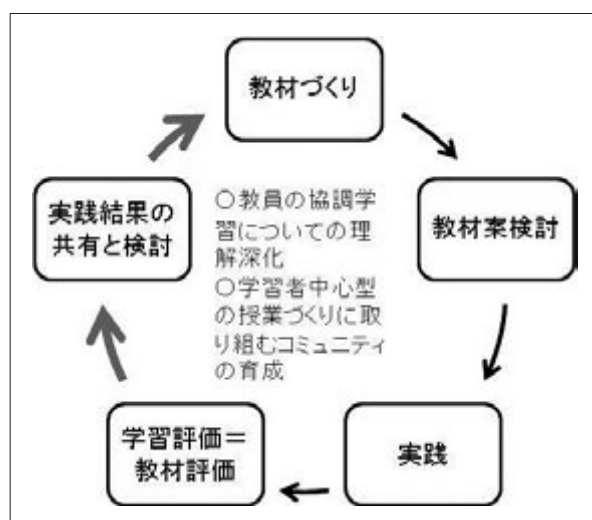 教材づくり
教材案検討
実践
学習評価＝
教材評価
実践結果の
共有と検討
○教員の協調学
習についての理
解深化
○学習者中心型
の授業づくりに取
り組むコミュニティ
の育成